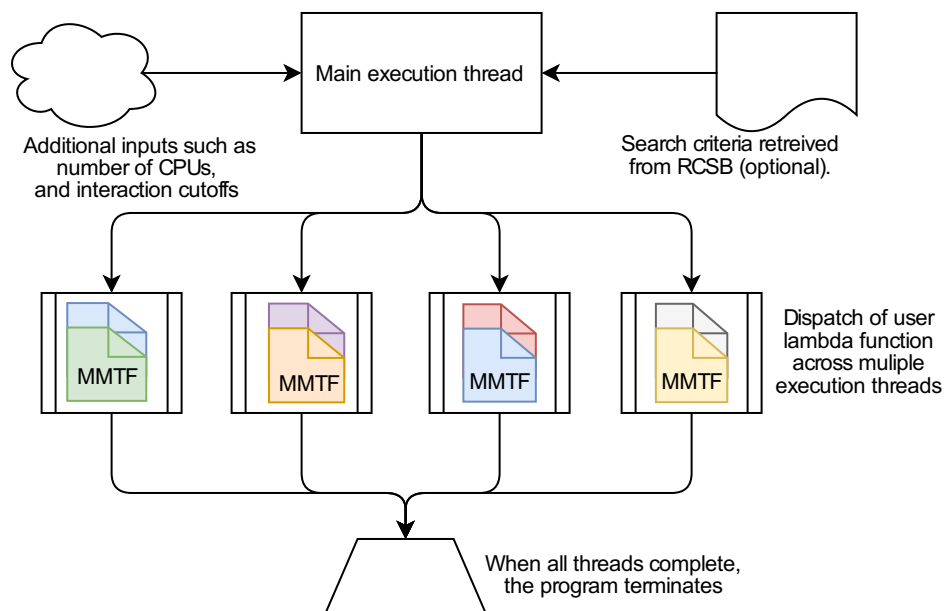 Main execution thread
Additional inputs such as
number of CPUs,
and interaction cutoffs
Search criteria retreived
from RCSB (optional).
MMTF
MMTF
MMTF
MMTF
Dispatch of user
lambda function
across muliple
execution threads
When all threads complete,
the program terminates